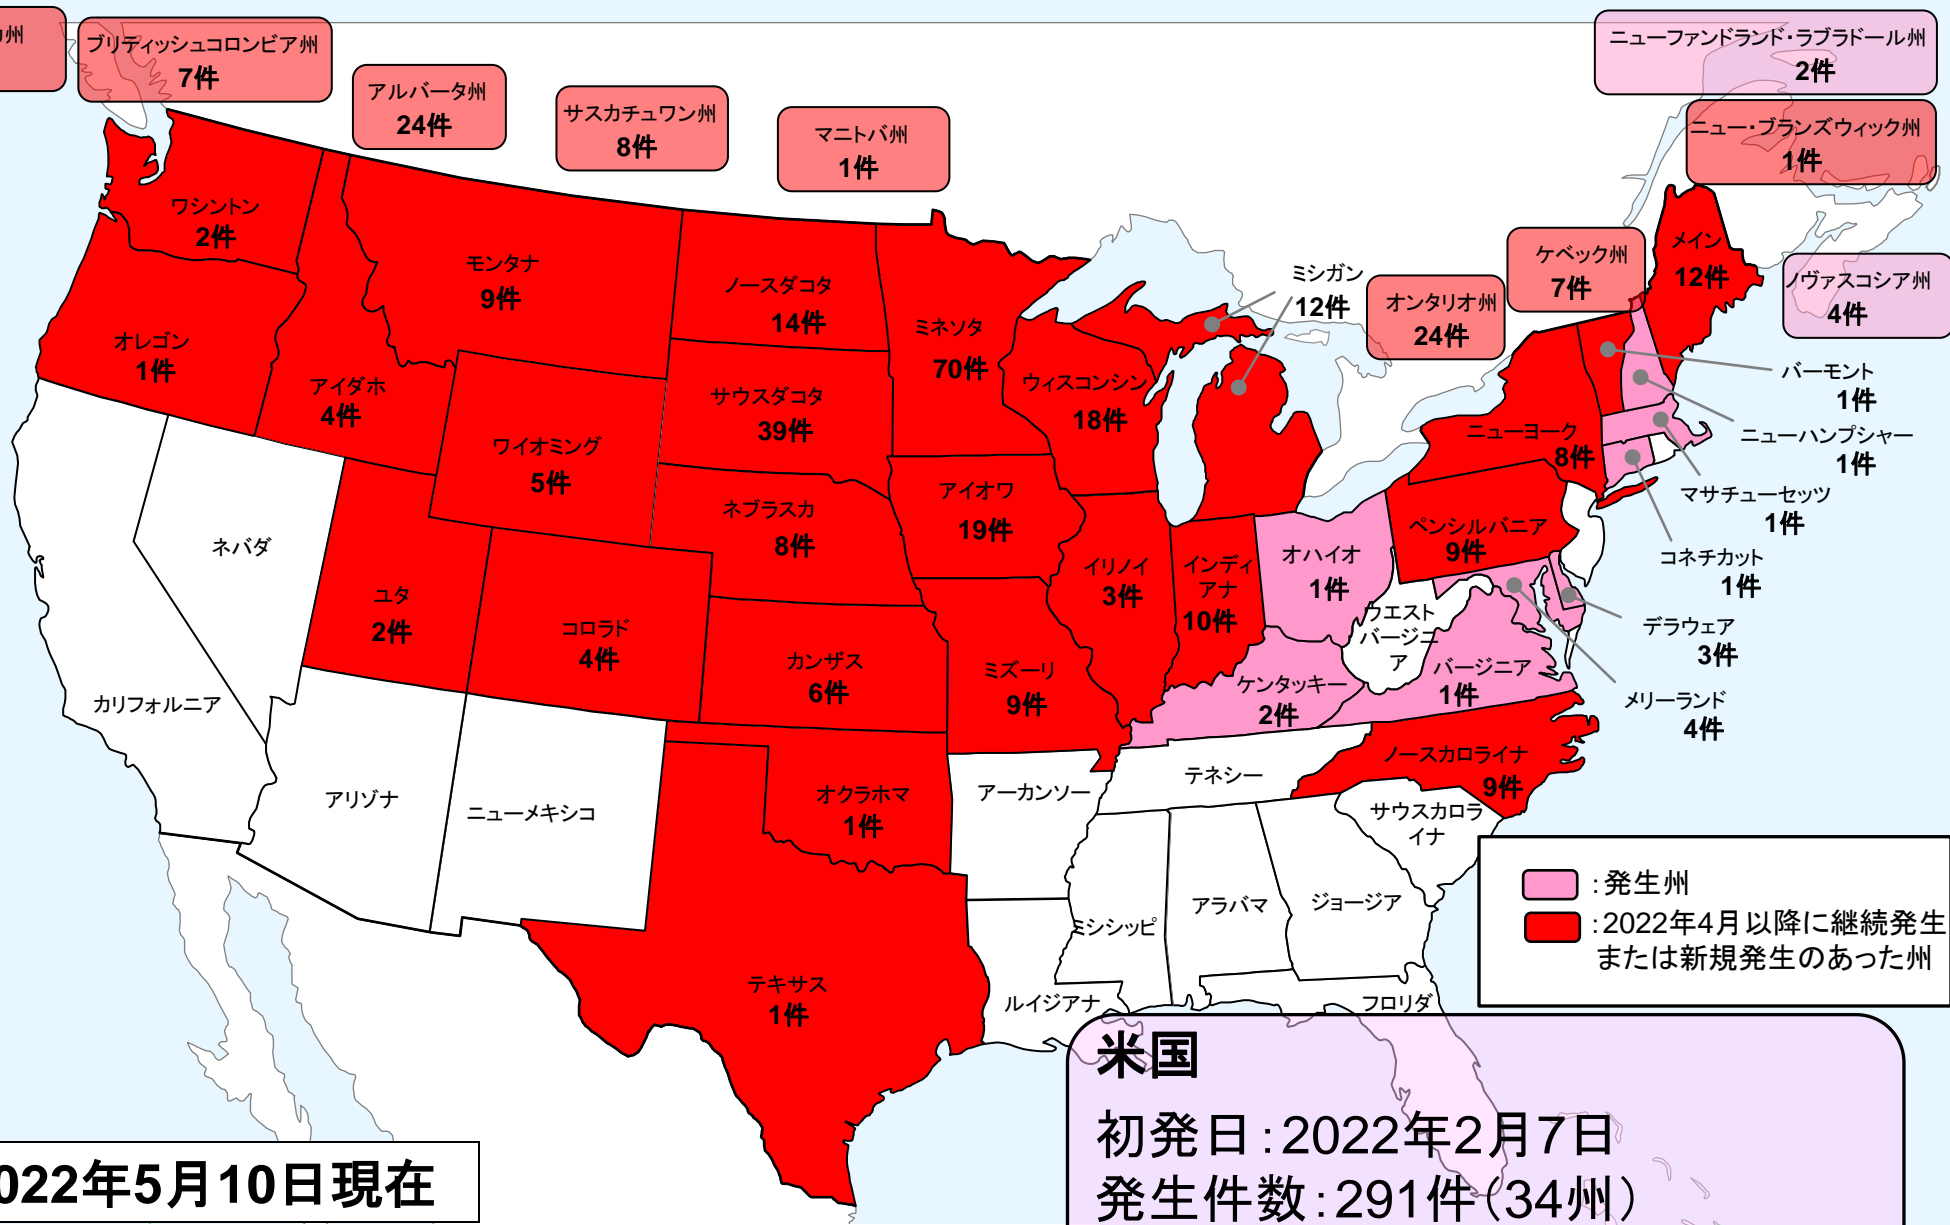 州
ブリティッシュコロンビア州
7件
アルバータ州
24件
サスカチュワン州
8件
マニトバ州
1件
ニューファンドランド・ラブラドール州
2件
ニュー・ブランズウィック州
1件
ケベック州
7件
オンタリオ州
24件
ノヴァスコシア州
4件
ワシントン
2件
オレゴン
1件
アイダホ
4件
モンタナ
9件
ノースダコタ
14件
ミネソタ
70件
ミシガン
12件
メイン
12件
サウスダコタ
39件
ウィスコンシン
18件
ワイオミング
5件
ネブラスカ
8件
アイオワ
19件
ニューヨーク
8件
バーモント
1件
ニューハンプシャー
1件
マサチューセッツ
1件
コネチカット
1件
デラウェア
3件
メリーランド
4件
ペンシルバニア
9件
オハイオ
1件
インディ
アナ
10件
イリノイ
3件
ウエスト
バージニ
ア
バージニア
1件
ケンタッキー
2件
ネバダ
ユタ
2件
コロラド
4件
カンザス
6件
ミズーリ
9件
カリフォルニア
アリゾナ
ニューメキシコ
オクラホマ
1件
アーカンソー
テネシー
ノースカロライナ
9件
サウスカロラ
イナ
テキサス
1件
ルイジアナ
ミシシッピ
アラバマ
ジョージア
フロリダ
:発生州
:2022年4月以降に継続発生
または新規発生のあった州
米国
初発日:2022年2月7日
発生件数:291件(34州)
022年5月10日現在